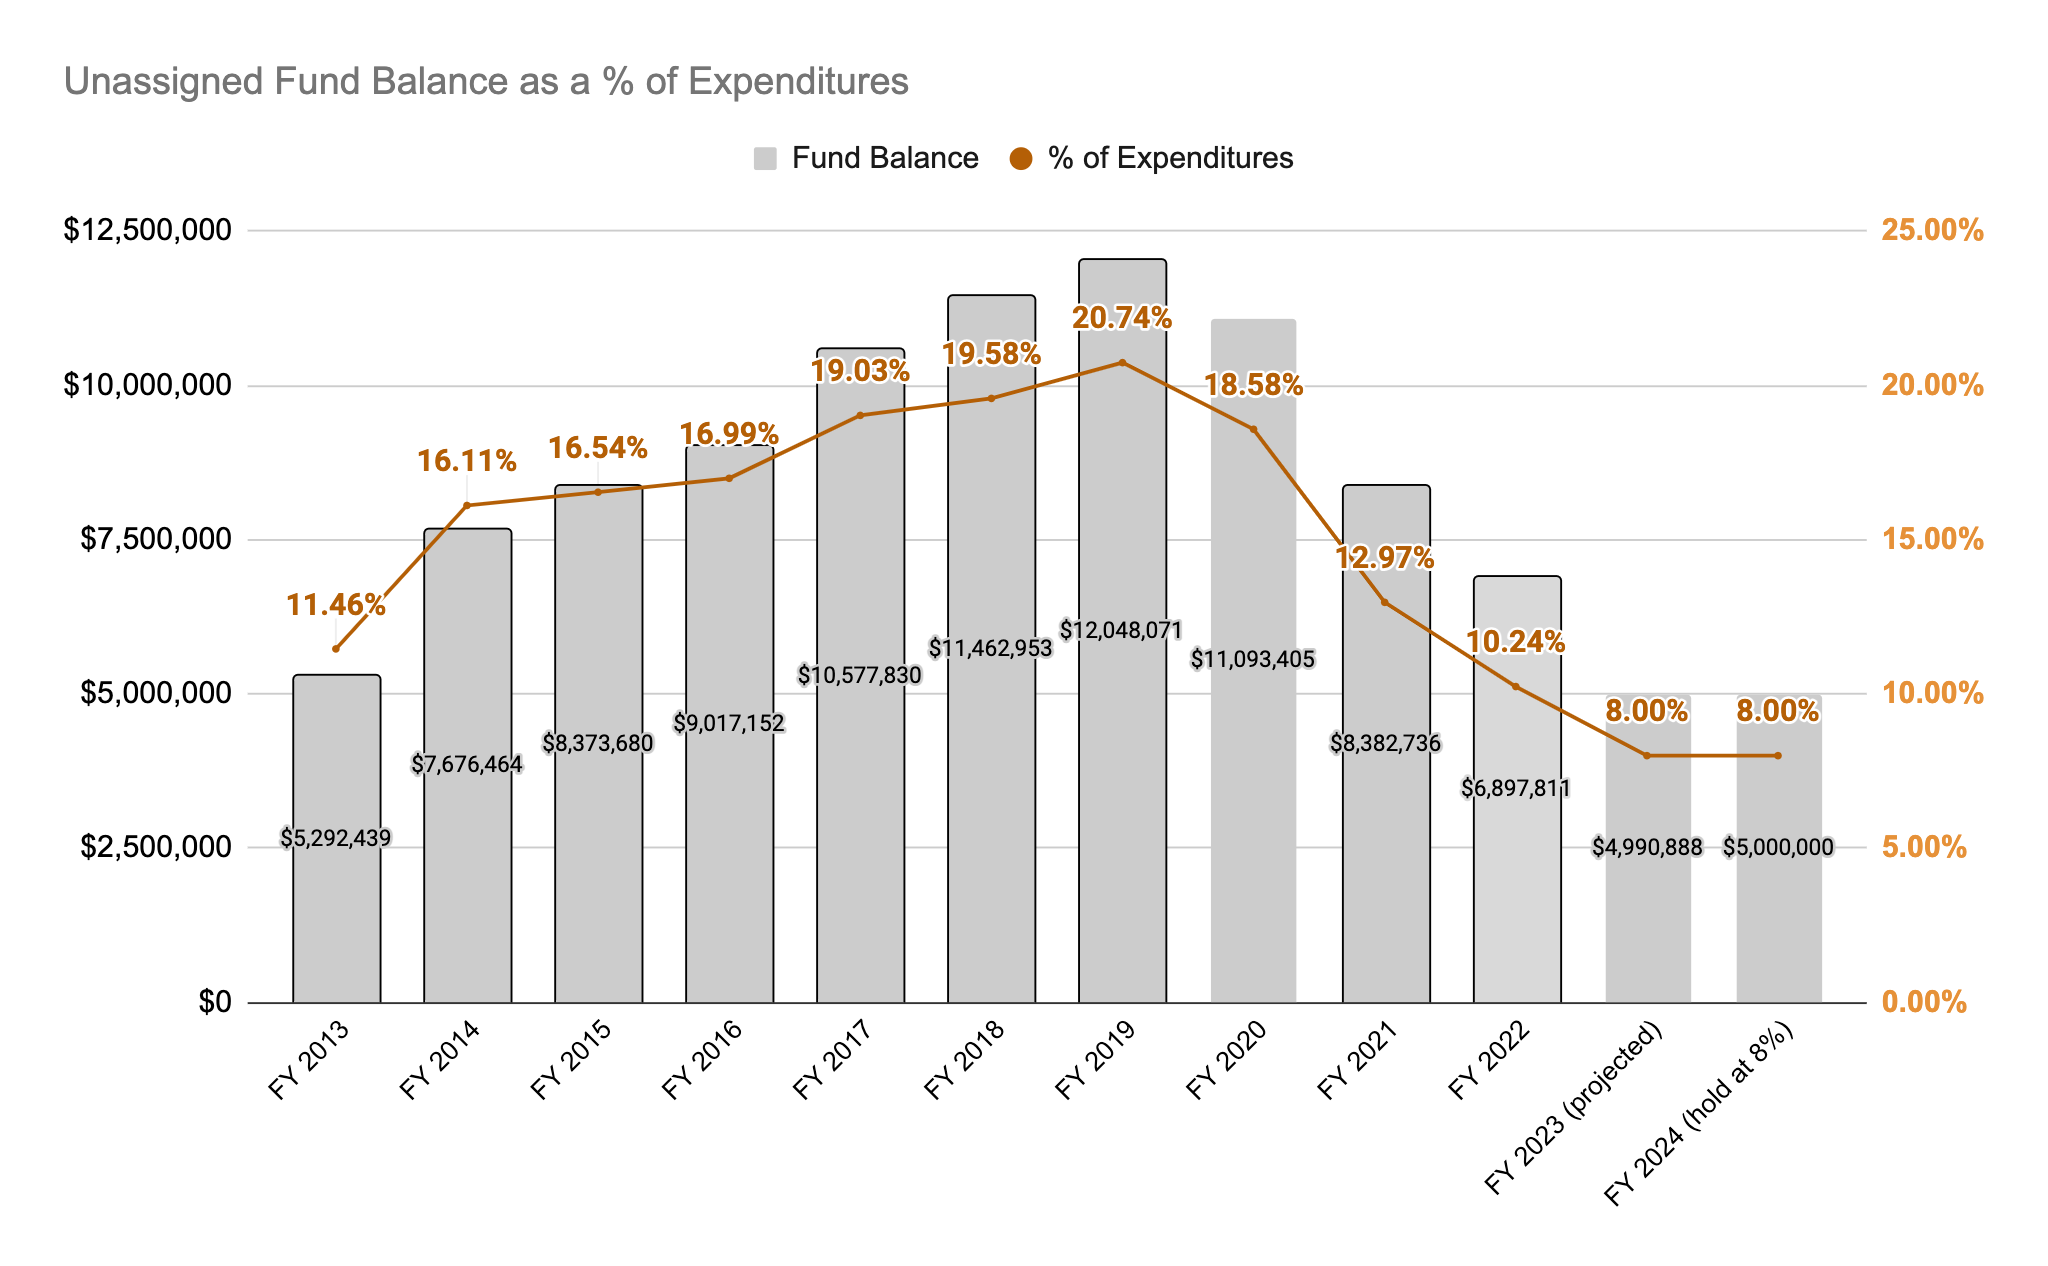 Unassigned Fund Balance as a % of Expenditures
Fund Balance
% of Expenditures
$12,500,000
$10,000,000
$7,500,000
$5,000,000
$2,500,000
$0
25.00%
20.00%
15.00%
10.00%
5.00%
0.00%
11.46%
16.11%
16.54%
16.99%
19.03%
19.58%
20.74%
18.58%
12.97%
10.24%
8.00%
8.00%
$5,292,439
$7,676,464
$8,373,680
$9,017,152
$10,577,830
$11,462,953
$12,048,071
$11,093,405
$8,382,736
$6,897,811
$4,990,888
$5,000,000
FY 2013
FY 2014
FY 2015
FY 2016
FY 2017
FY 2018
FY 2019
FY 2020
FY 2021
FY 2022
FY 2023 (projected)
FY 2024 (hold at 8%)